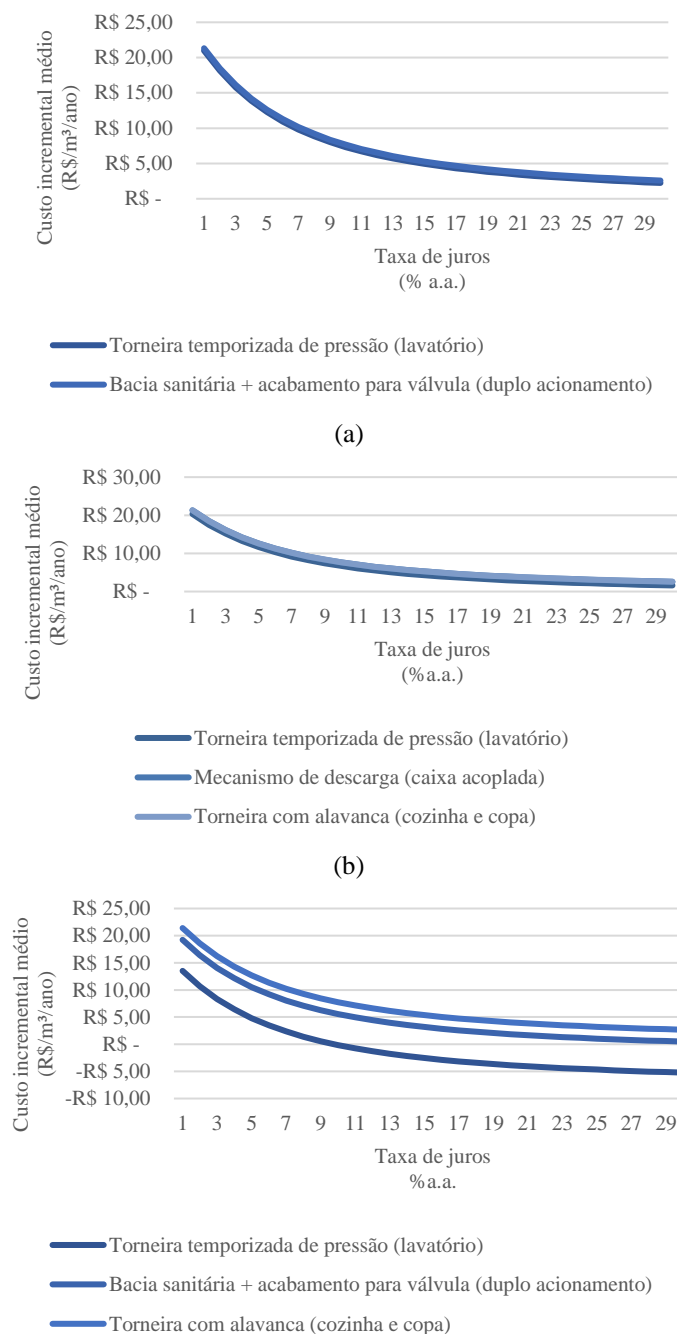 R$ 25,00
R$ 20,00
R$ 15,00
R$ 10,00
R$ 5,00
R$ -
Custo incremental médio
(R$/m³/ano)
1 3 5 7 9 11 13 15 17 19 21 23 25 27 29
Taxa de juros
(% a.a.)
Torneira temporizada de pressão (lavatório)
Bacia sanitária + acabamento para válvula (duplo acionamento)
(a)
R$ 30,00
R$ 20,00
R$ 10,00
R$ -
Custo incremental médio
(R$/m³/ano)
1 3 5 7 9 11 13 15 17 19 21 23 25 27 29
Taxa de juros
(%a.a.)
Torneira temporizada de pressão (lavatório)
Mecanismo de descarga (caixa acoplada)
Torneira com alavanca (cozinha e copa)
(b)
R$ 25,00
R$ 20,00
R$ 15,00
R$ 10,00
R$ 5,00
R$ -
-R$ 5,00
-R$ 10,00
Custo incremental médio
(R$/m³/ano)
1 3 5 7 9 11 13 15 17 19 21 23 25 27 29
Taxa de juros
%a.a.
Torneira temporizada de pressão (lavatório)
Bacia sanitária + acabamento para válvula (duplo acionamento)
Torneira com alavanca (cozinha e copa)